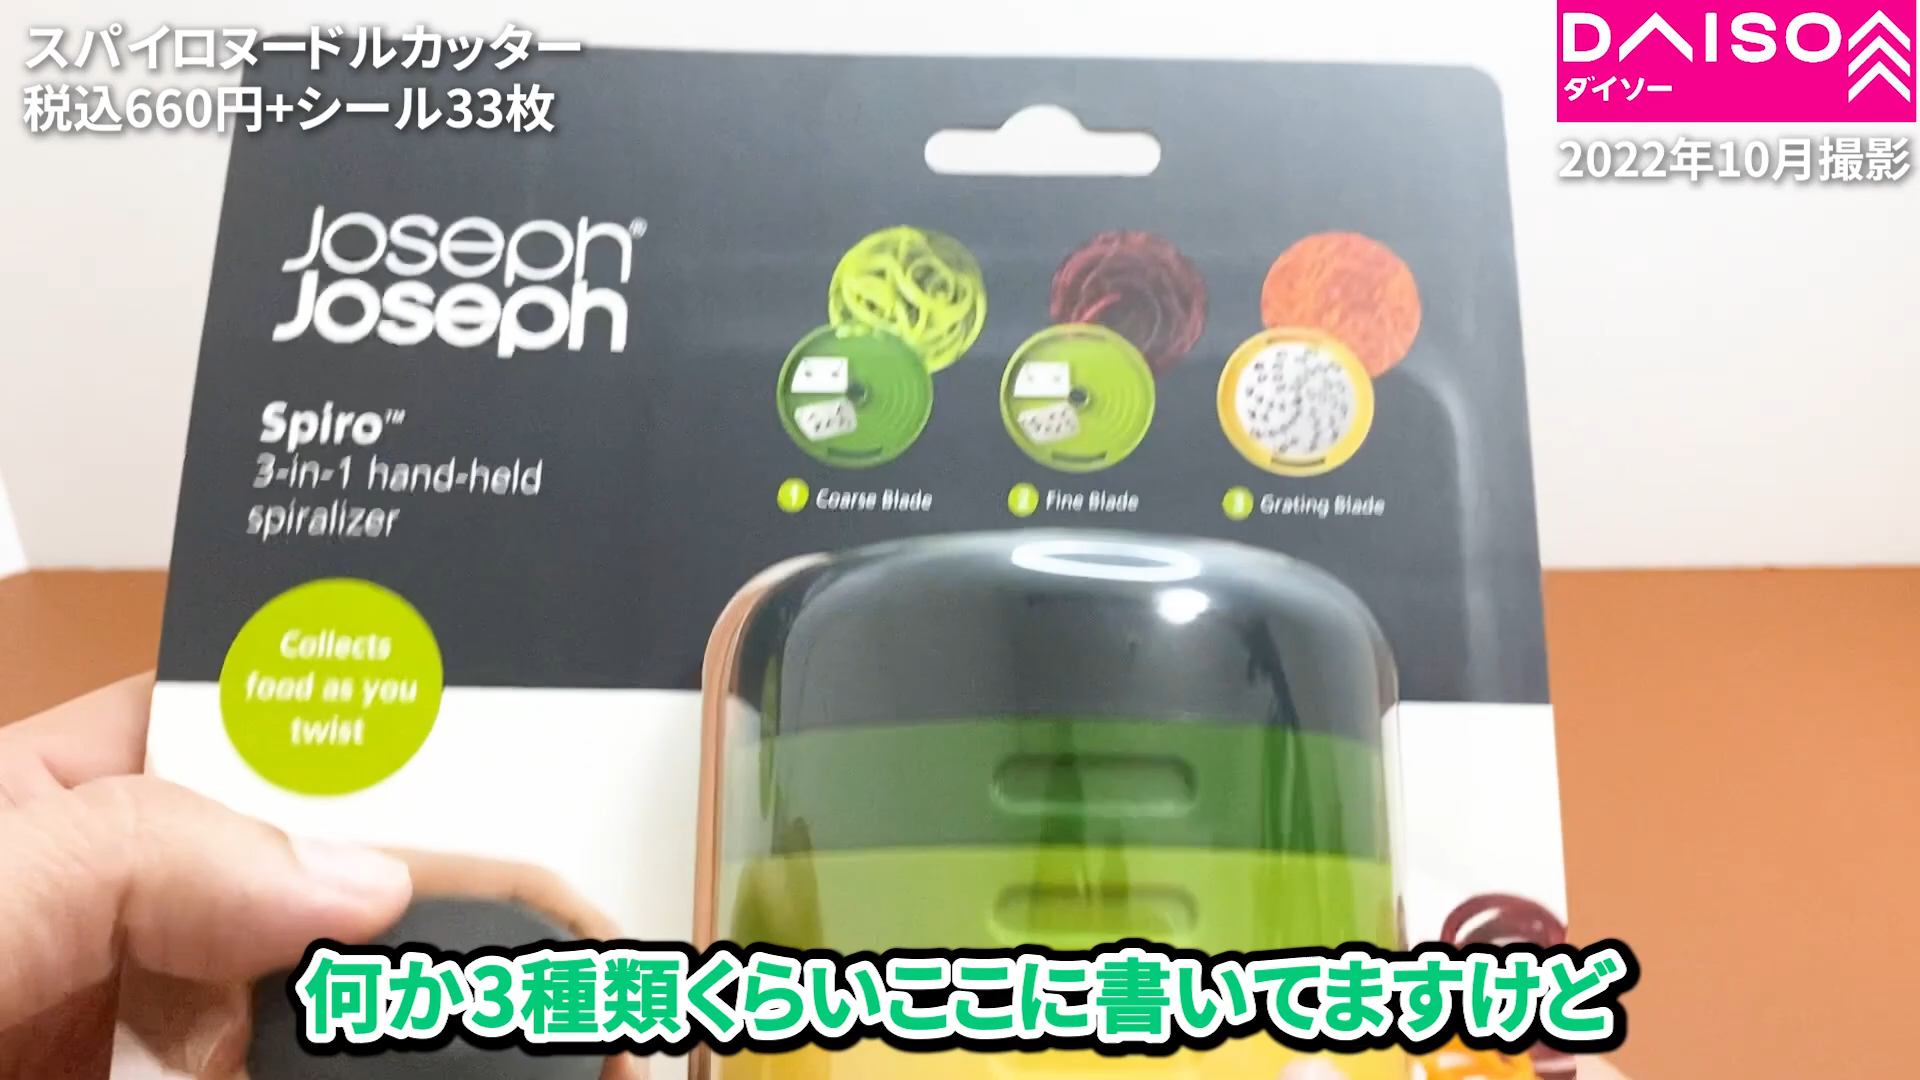 スパイロヌードルカッター
税込660円+シール33枚
DAISO
ダイソー
2022年10月撮影
Joseph®
Joseph
Spiro™
3-in-1 hand-held
spiralizer
1 Coarse Blade
2 Fine Blade
3 Grating Blade
Collects
food as you
twist
何か3種類くらいここに書いてますけど